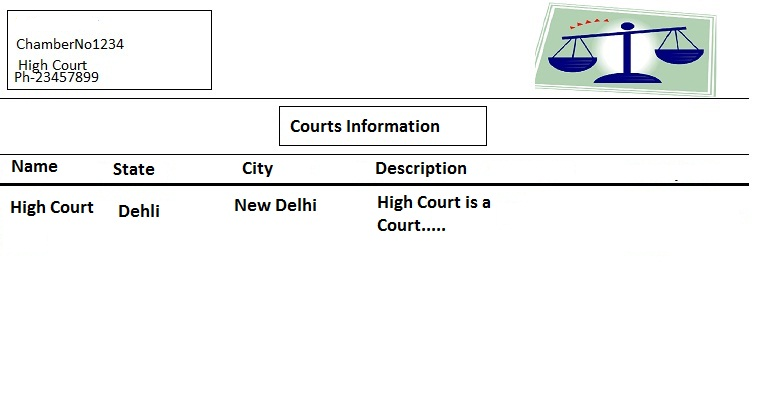 ChamberNo1234
High Court
Ph-23457899
Courts Information
Name State City Description
High Court Dehli New Delhi High Court is a
Court.....